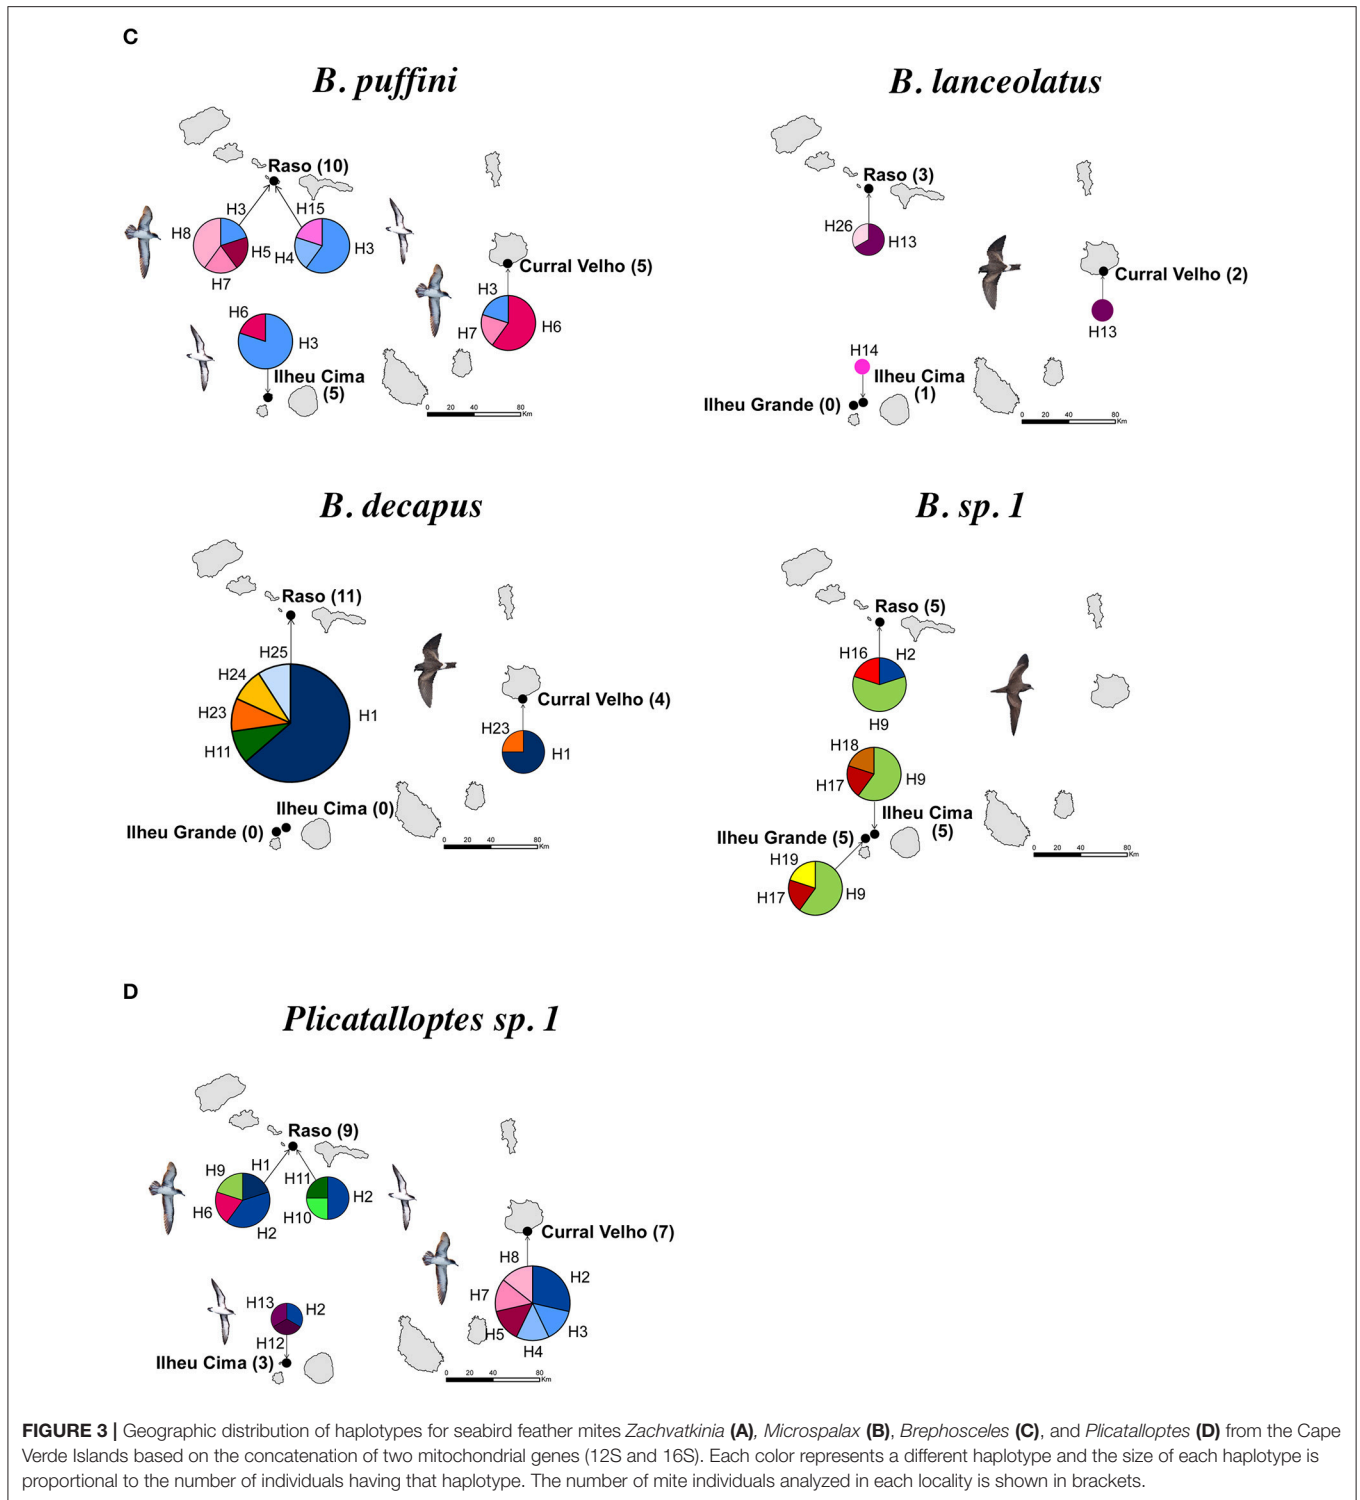 C
B. puffini
Raso (10)
H3
H15
H8
H5
H4
H3
H7
Curral Velho (5)
H3
H6
H7
H6
H3
Ilheu Cima
(5)
0 20 40 80
Km
B. lanceolatus
Raso (3)
H26
H13
Curral Velho (2)
H13
H14
Ilheu Cima
(1)
Ilheu Grande (0)
0 20 40 80
Km
B. decapus
Raso (11)
H25
H24
H23
H1
H11
Curral Velho (4)
H23
H1
Ilheu Cima (0)
Ilheu Grande (0)
0 20 40 80
Km
B. sp. 1
Raso (5)
H16
H2
H9
H18
H9
H17
Ilheu Cima
(5)
Ilheu Grande (5)
H19
H17
H9
0 20 40 80
Km
D
Plicatalloptes sp. 1
Raso (9)
H9
H1
H11
H2
H6
H10
H2
Curral Velho (7)
H8
H2
H7
H3
H5
H4
H13
H2
H12
Ilheu Cima (3)
0 20 40 80
Km
FIGURE 3 | Geographic distribution of haplotypes for seabird feather mites Zachvatkinia (A), Microspalax (B), Brephosceles (C), and Plicatalloptes (D) from the Cape
Verde Islands based on the concatenation of two mitochondrial genes (12S and 16S). Each color represents a different haplotype and the size of each haplotype is
proportional to the number of individuals having that haplotype. The number of mite individuals analyzed in each locality is shown in brackets.